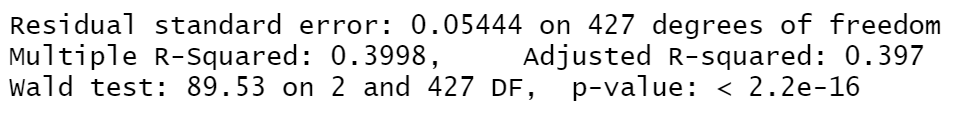 Residual standard error: 0.05444 on 427 degrees of freedom
Multiple R-Squared: 0.3998,     Adjusted R-squared: 0.397
Wald test: 89.53 on 2 and 427 DF,  p-value: < 2.2e-16